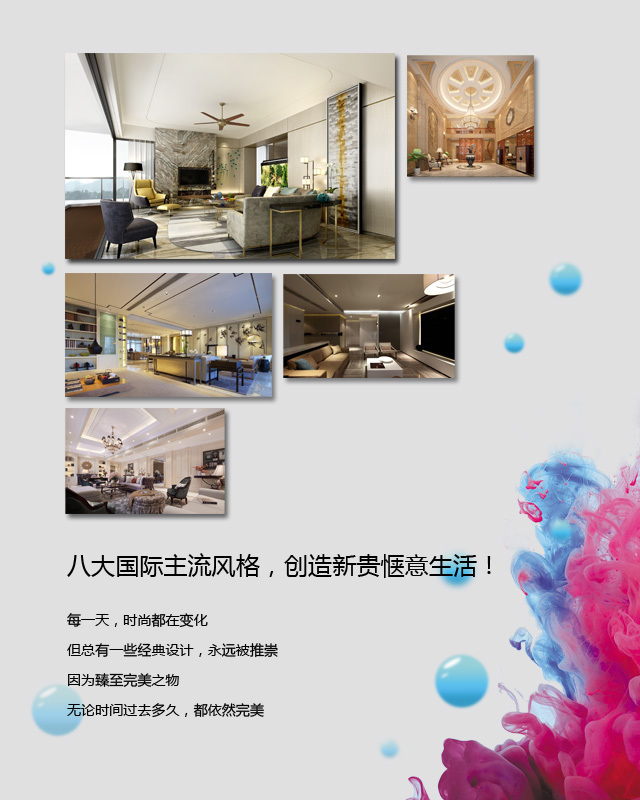 八大国际主流风格，创造新贵惬意生活！
每一天，时尚都在变化
但总有一些经典设计，永远被推崇
因为臻至完美之物
无论时间过去多久，都依然完美